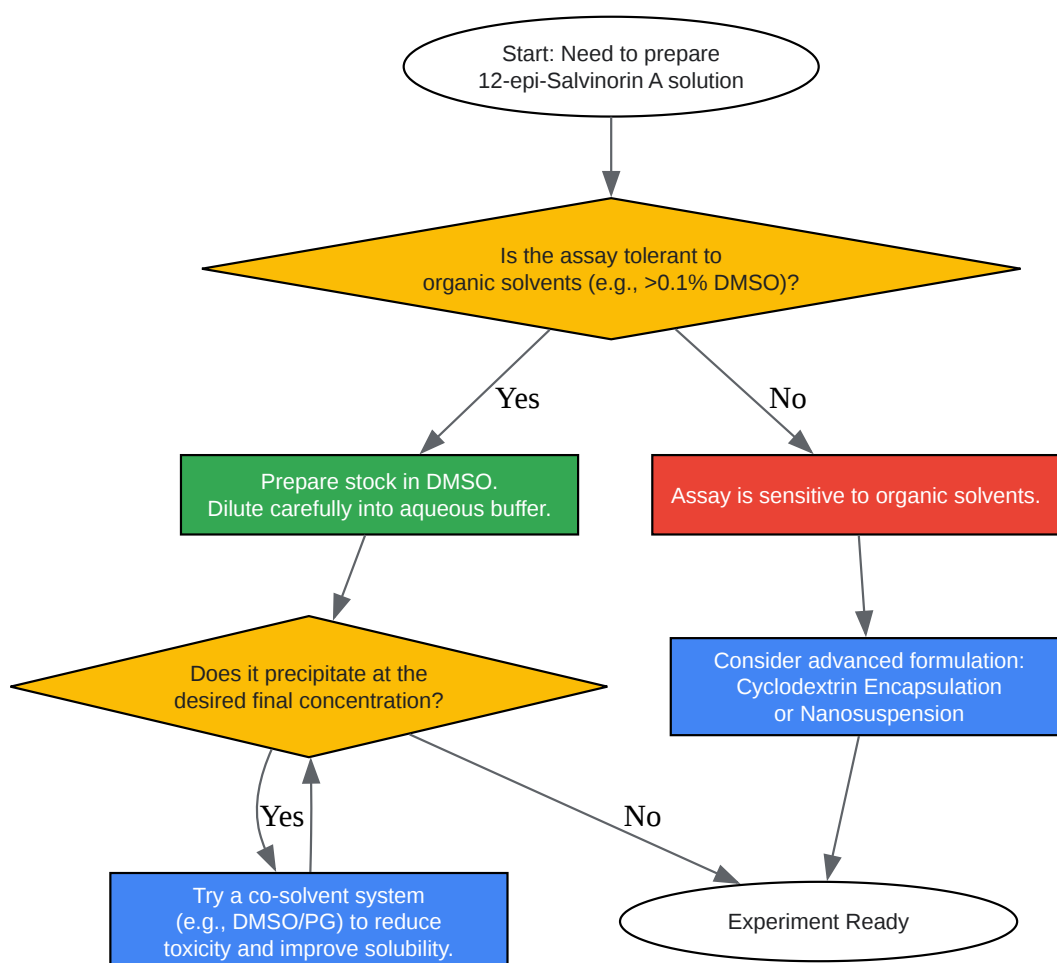 Start: Need to prepare
12-epi-Salvinorin A solution
Is the assay tolerant to
organic solvents (e.g., >0.1% DMSO)?
Yes
No
Prepare stock in DMSO.
Dilute carefully into aqueous buffer.
Assay is sensitive to organic solvents.
Does it precipitate at the
desired final concentration?
Consider advanced formulation:
Cyclodextrin Encapsulation
or Nanosuspension
Yes
No
Try a co-solvent system
(e.g., DMSO/PG) to reduce
toxicity and improve solubility.
Experiment Ready